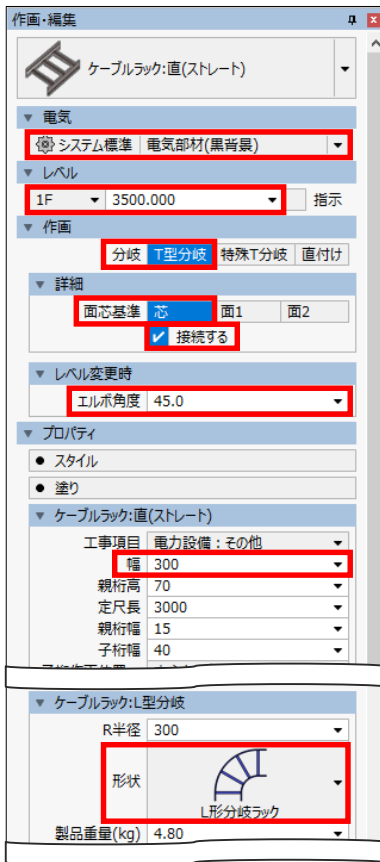 作画・編集
ケーブルラック:直(ストレート)
電気
システム標準 電気部材(黒背景)
レベル
1F 3500.000 指示
作画
分岐 T型分岐 特殊T分岐 直付け
詳細
面芯基準 芯 面1 面2
接続する
レベル変更時
エルボ角度 45.0
プロパティ
スタイル
塗り
ケーブルラック:直(ストレート)
工事項目 電力設備:その他
幅 300
親桁高 70
定尺長 3000
親桁幅 15
子桁幅 40
ケーブルラック:L型分岐
R半径 300
形状
L形分岐ラック
製品重量(kg) 4.80